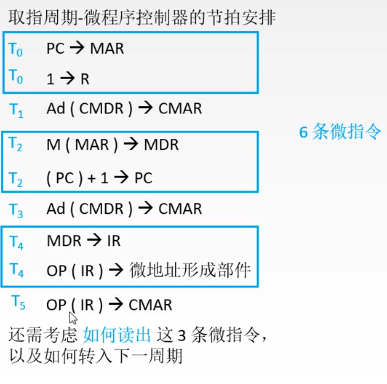 取指周期-微程序控制器的节拍安排
T₀ PC → MAR
T₀ 1 → R
T₁ Ad ( CMDR ) → CMAR
6 条微指令
T₂ M ( MAR ) → MDR
T₂ ( PC ) + 1 → PC
T₃ Ad ( CMDR ) → CMAR
T₄ MDR → IR
T₄ OP ( IR ) → 微地址形成部件
T₅ OP ( IR ) → CMAR
还需考虑 如何读出 这 3 条微指令，
以及如何转入下一周期